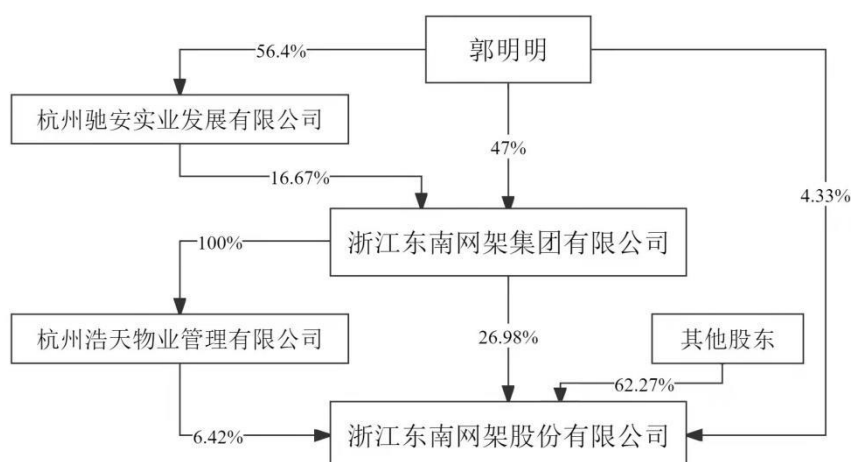 郭明明
56.4%
杭州驰安实业发展有限公司
47%
16.67%
4.33%
浙江东南网架集团有限公司
100%
杭州浩天物业管理有限公司
26.98%
其他股东
62.27%
6.42%
浙江东南网架股份有限公司